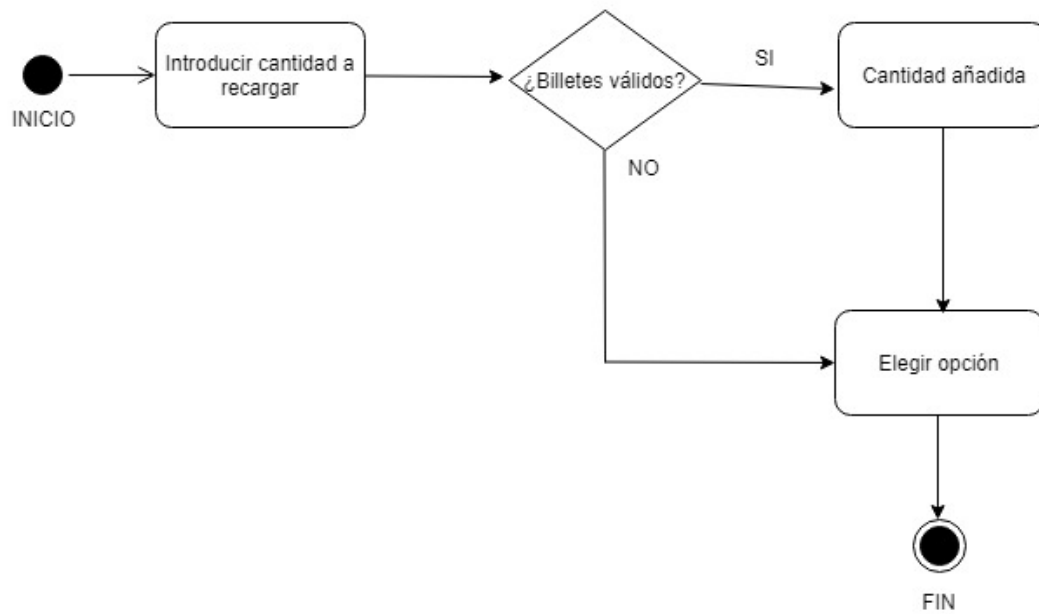 INICIO
Introducir cantidad a
recargar
¿Billetes válidos?
SI
NO
Cantidad añadida
Elegir opción
FIN